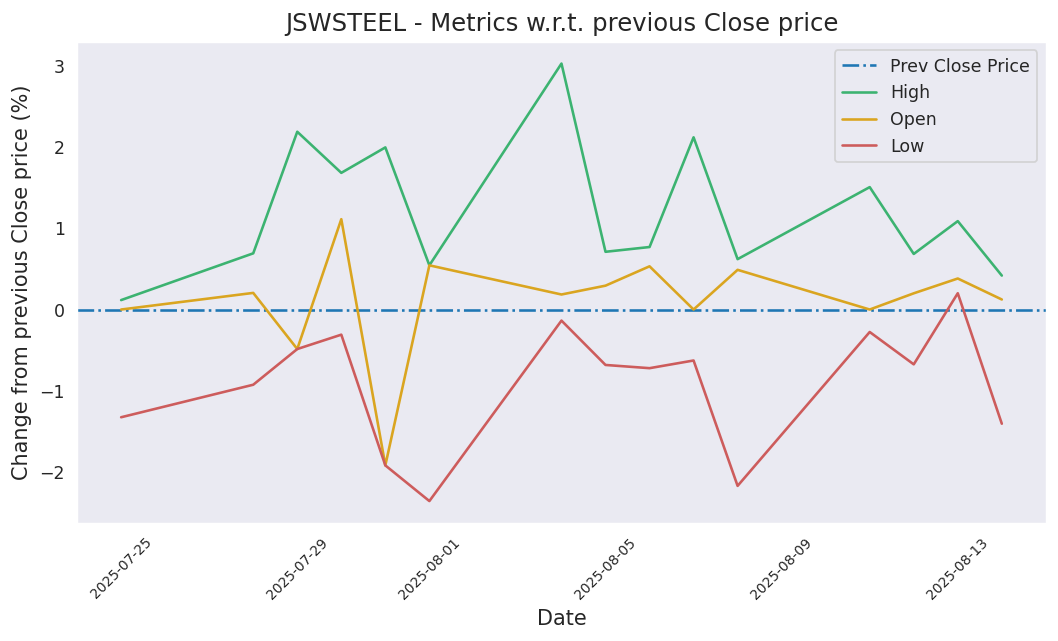 JSWSTEEL - Metrics w.r.t. previous Close price
Change from previous Close price (%)
3
2
1
0
−1
−2
Prev Close Price
High
Open
Low
2025-07-25
2025-07-29
2025-08-01
2025-08-05
2025-08-09
2025-08-13
Date